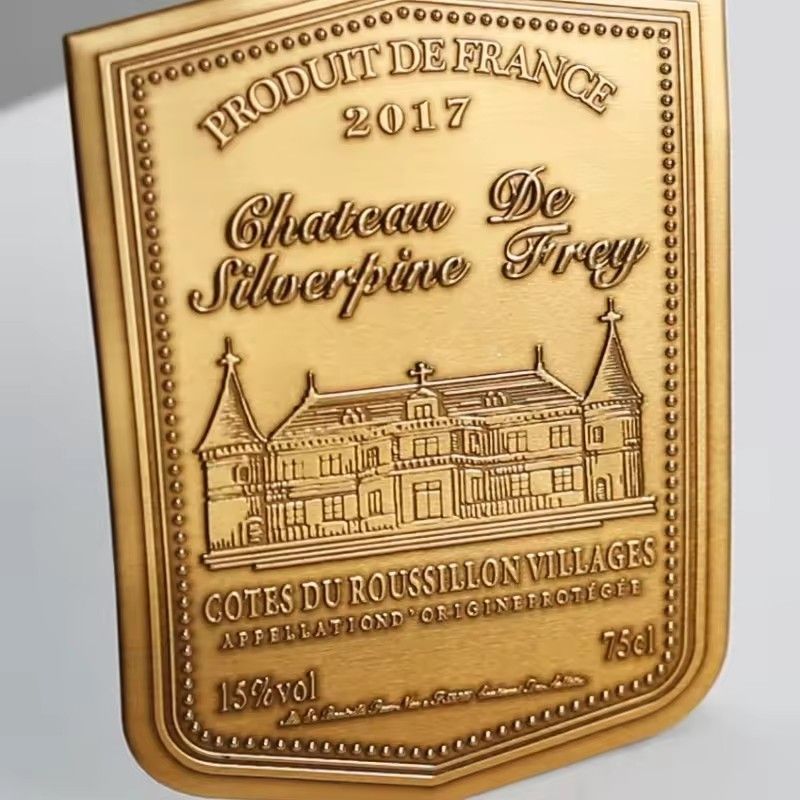 PRODUIT DE FRANCE
2017
Chateau De
Silverpine Frey
COTES DU ROUSSILLON VILLAGES
APPELLATIOND'ORIGINEPROTÉGÉE
75cl
15%vol